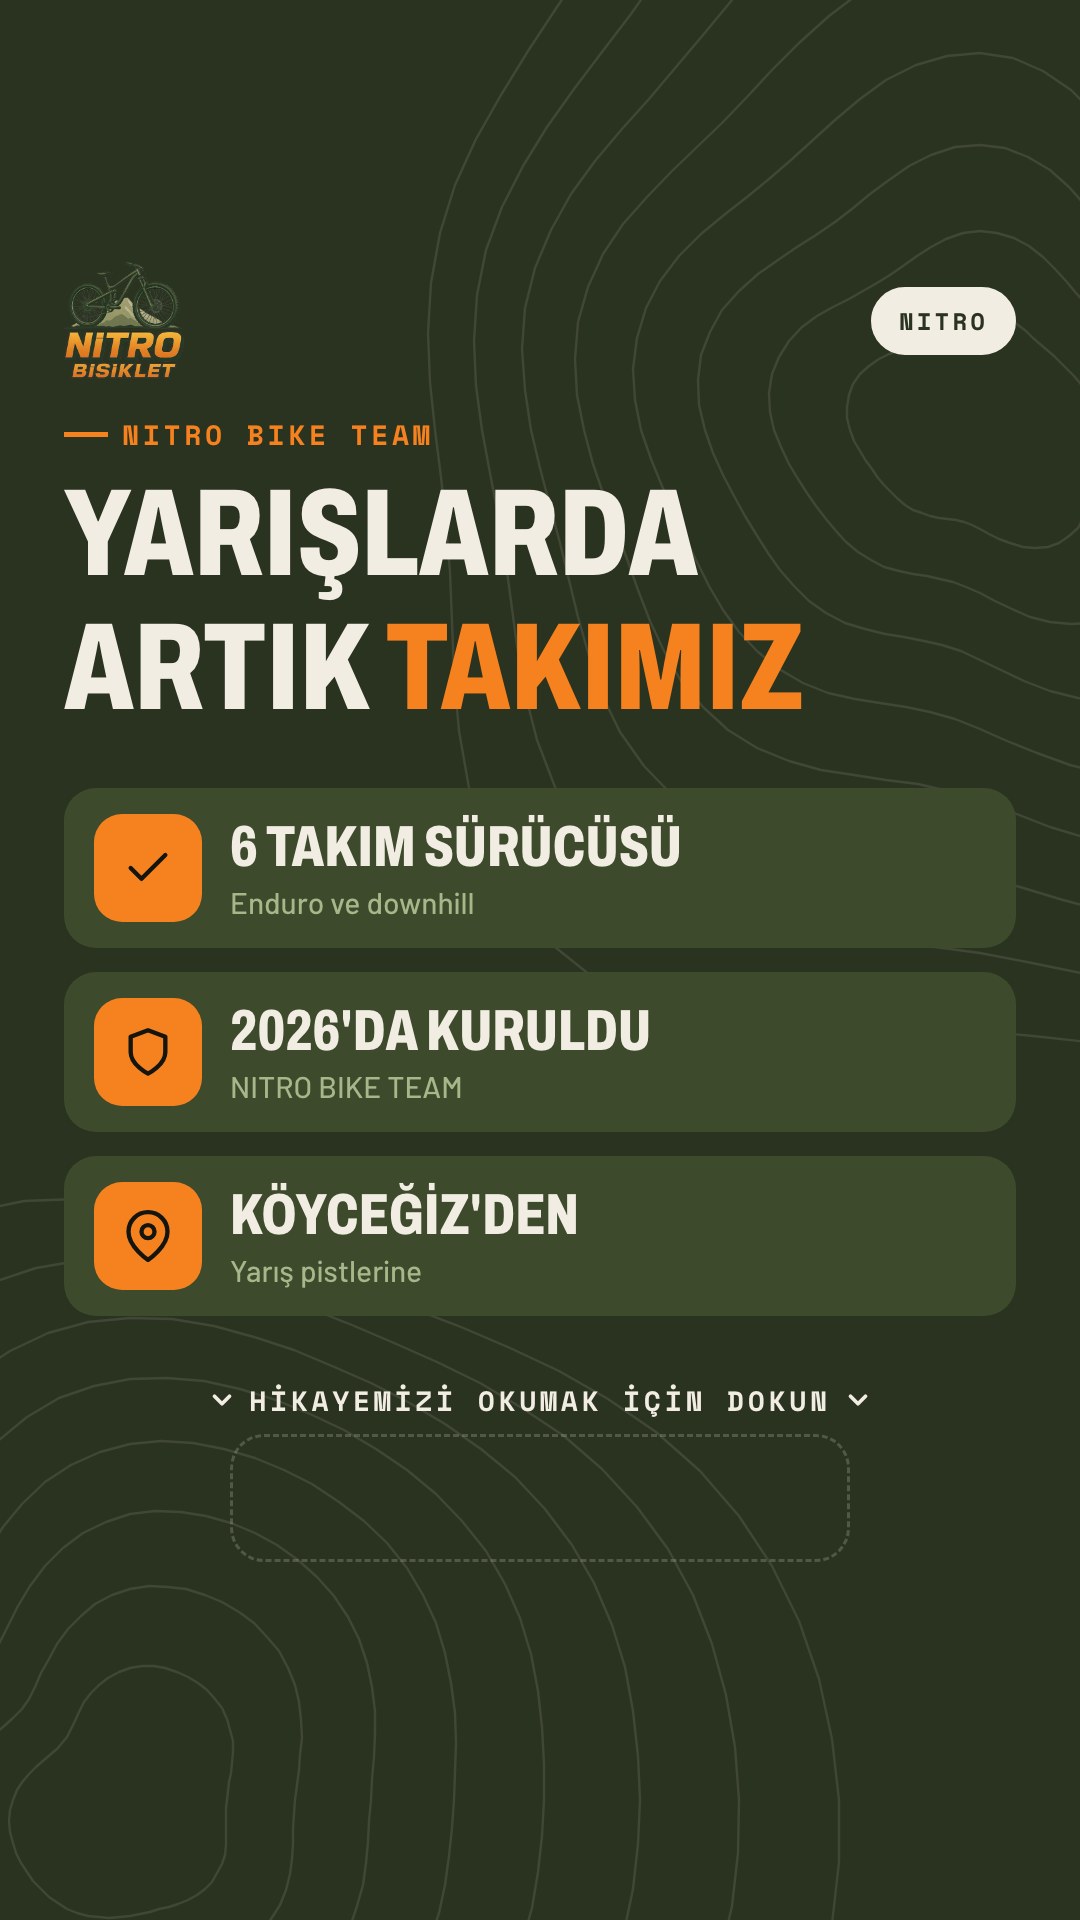 NiTRO
BiSiKLET
NITRO
NITRO BIKE TEAM
YARIŞLARDA
ARTIK TAKIMIZ
6 TAKIM SÜRÜCÜSÜ
Enduro ve downhill
2026'DA KURULDU
NITRO BIKE TEAM
KÖYCEĞİZ'DEN
Yarış pistlerine
HİKAYEMİZİ OKUMAK İÇİN DOKUN